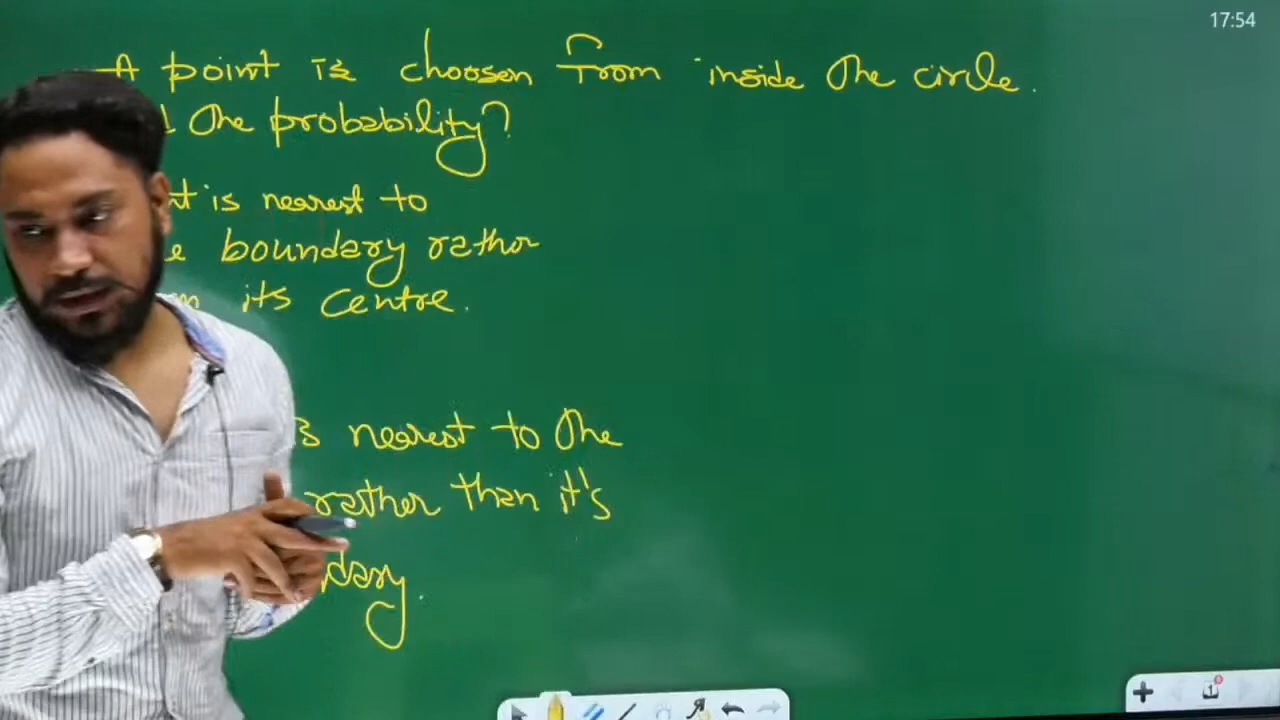 17:54
A point is choosen from inside the circle.
the probability?
is nearest to
boundary rather
its centre.
nearest to the
rather than it's